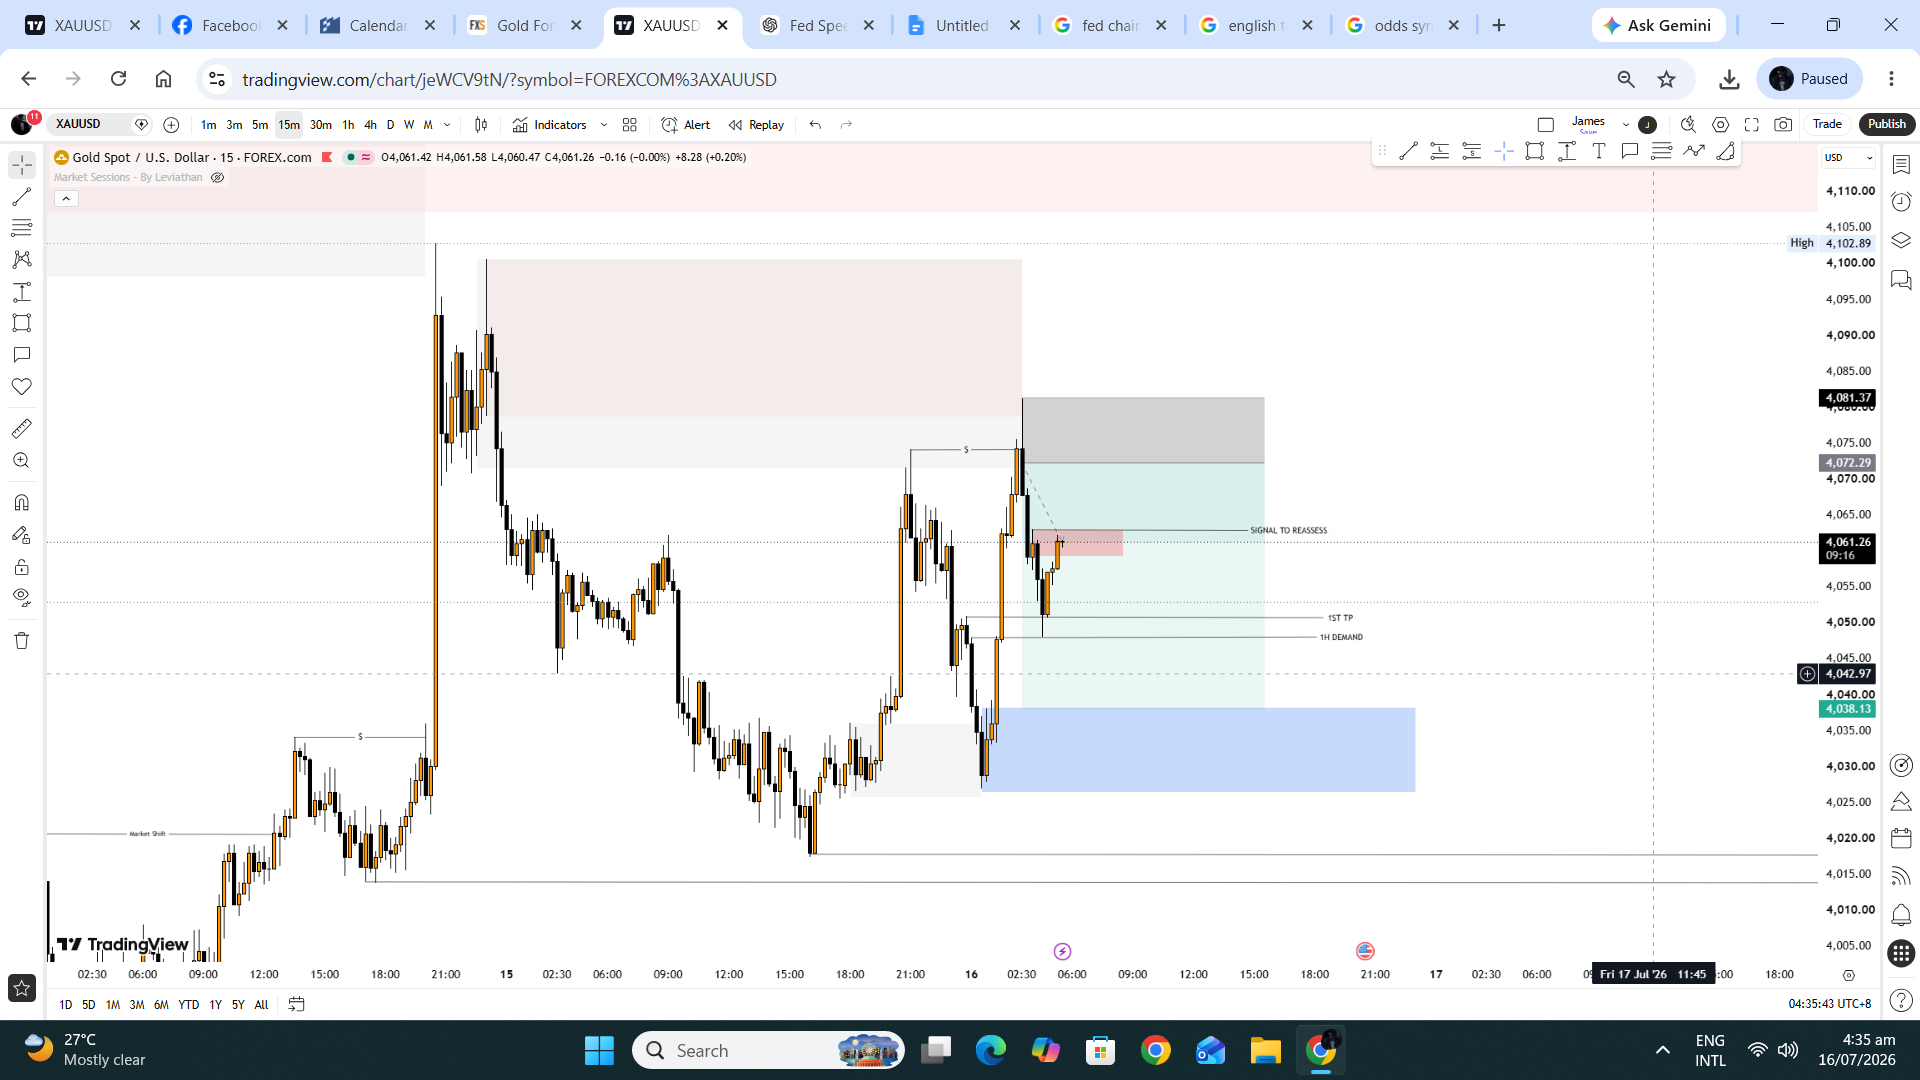 XAUUSD
Facebook
Calendar
Gold For
XAUUSD
Fed Spee
Untitled
fed chair
english t
odds syn
Ask Gemini
tradingview.com/chart/jeWCV9tN/?symbol=FOREXCOM%3AXAUUSD
Paused
11
XAUUSD
1m 3m 5m 15m 30m 1h 4h D W M
Indicators
Alert
Replay
James
Save
J
Trade
Publish
Gold Spot / U.S. Dollar · 15 · FOREX.com
O4,061.42 H4,061.58 L4,060.47 C4,061.26 −0.16 (−0.00%) +8.28 (+0.20%)
USD
Market Sessions - By Leviathan
4,110.00
4,105.00
High 4,102.89
4,100.00
4,095.00
4,090.00
4,085.00
4,081.37
4,080.00
4,075.00
4,072.29
4,070.00
4,065.00
4,061.26
09:16
4,055.00
4,050.00
4,045.00
4,042.97
4,040.00
4,038.13
4,035.00
4,030.00
4,025.00
4,020.00
4,015.00
4,010.00
4,005.00
$
SIGNAL TO REASSESS
1ST TP
1H DEMAND
$
Market Shift
TradingView
02:30 06:00 09:00 12:00 15:00 18:00 21:00 15 02:30 06:00 09:00 12:00 15:00 18:00 21:00 16 02:30 06:00 09:00 12:00 15:00 18:00 21:00 17 02:30 06:00 Fri 17 Jul '26 11:45 18:00
1D 5D 1M 3M 6M YTD 1Y 5Y All
04:35:43 UTC+8
27°C
Mostly clear
Search
ENG
INTL
4:35 am
16/07/2026